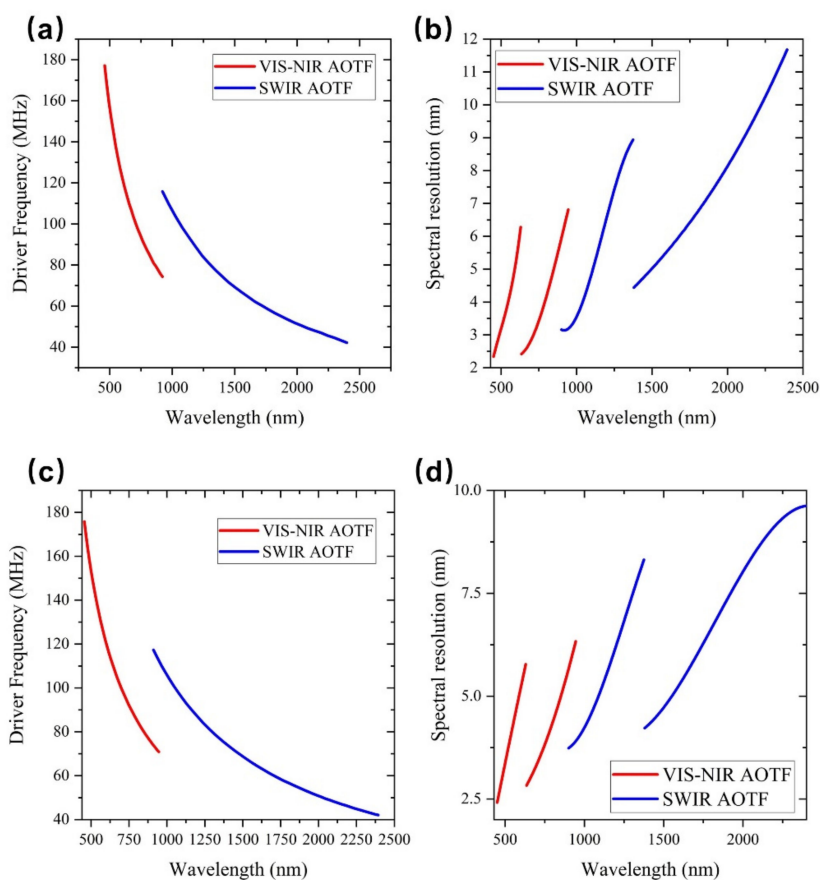 (a)
180
160
140
120
100
80
60
40
Driver Frequency (MHz)
VIS-NIR AOTF
SWIR AOTF
500 1000 1500 2000 2500
Wavelength (nm)
(b)
12
11
10
9
8
7
6
5
4
3
2
Spectral resolution (nm)
VIS-NIR AOTF
SWIR AOTF
500 1000 1500 2000 2500
Wavelength (nm)
(c)
180
160
140
120
100
80
60
40
Driver Frequency (MHz)
VIS-NIR AOTF
SWIR AOTF
500 750 1000 1250 1500 1750 2000 2250 2500
Wavelength (nm)
(d)
10.0
7.5
5.0
2.5
Spectral resolution (nm)
VIS-NIR AOTF
SWIR AOTF
500 1000 1500 2000
Wavelength (nm)